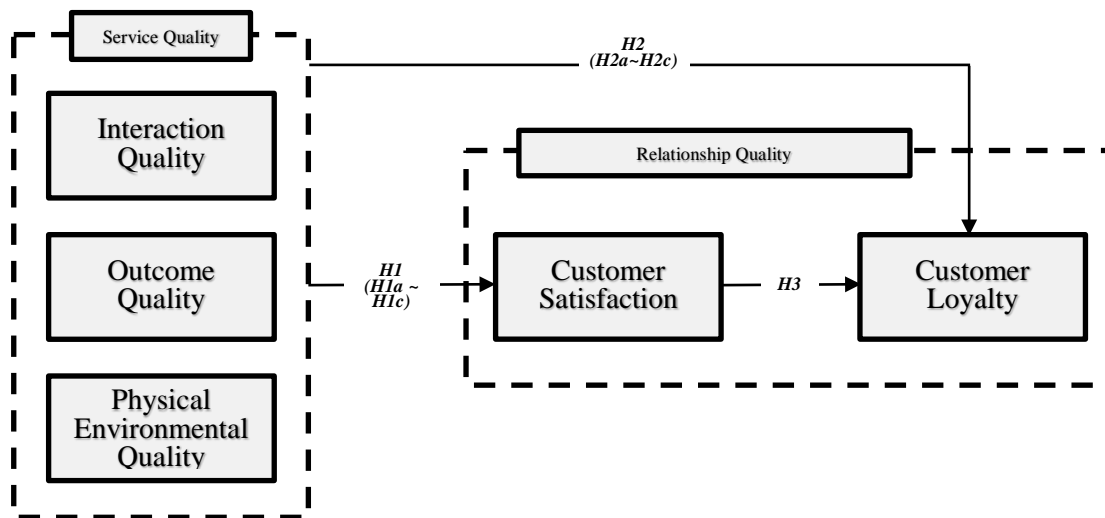 Service Quality
Interaction
Quality
Outcome
Quality
Physical
Environmental
Quality
H1
(H1a ~
H1c)
H2
(H2a~H2c)
Relationship Quality
Customer
Satisfaction
H3
Customer
Loyalty